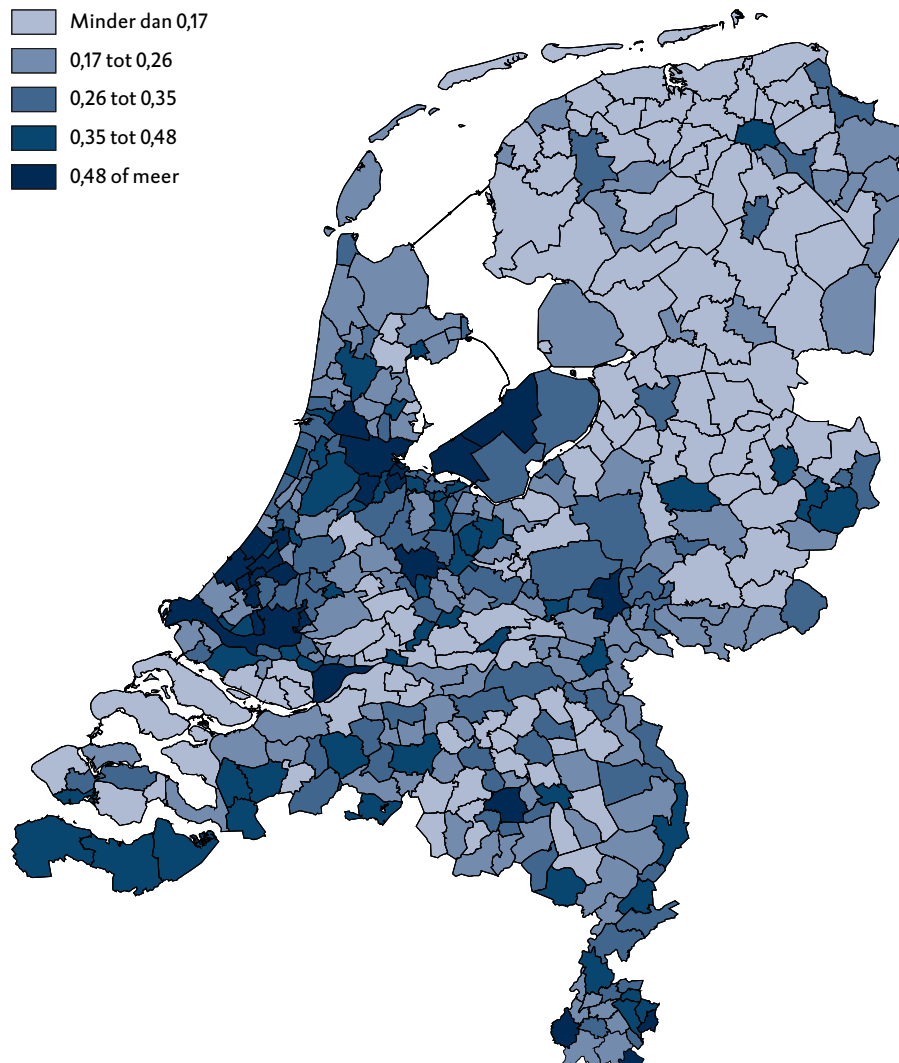 Minder dan 0,17
0,17 tot 0,26
0,26 tot 0,35
0,35 tot 0,48
0,48 of meer